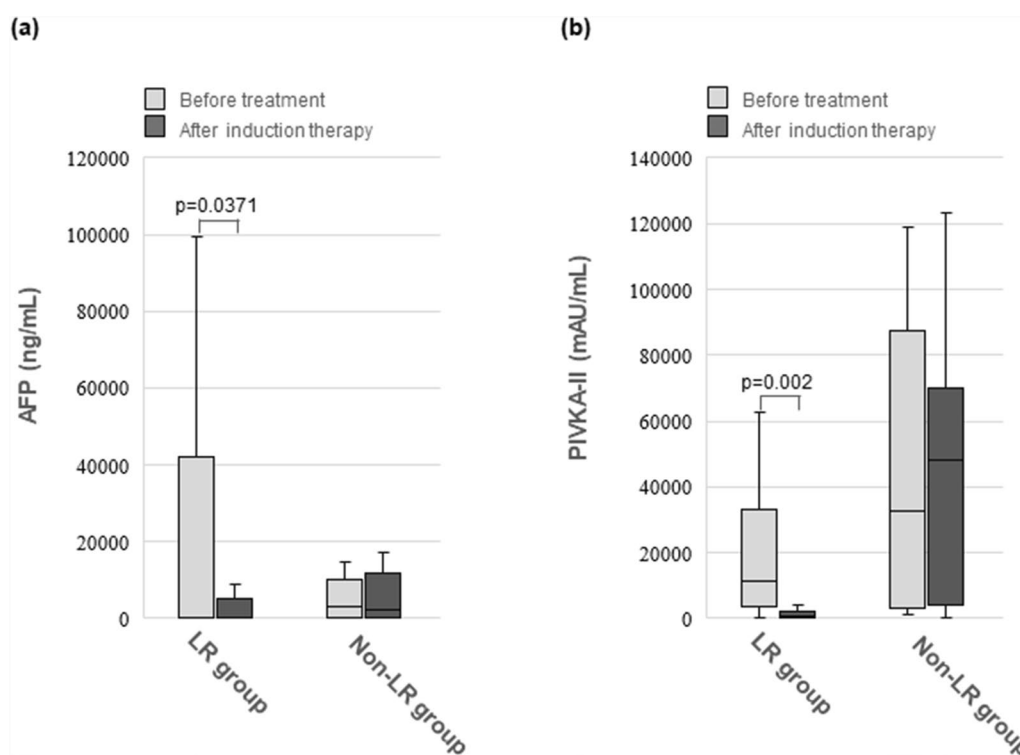 (a)
Before treatment
After induction therapy
AFP (ng/mL)
120000
100000
80000
60000
40000
20000
0
p=0.0371
LR group
Non-LR group
(b)
Before treatment
After induction therapy
PIVKA-II (mAU/mL)
140000
120000
100000
80000
60000
40000
20000
0
p=0.002
LR group
Non-LR group